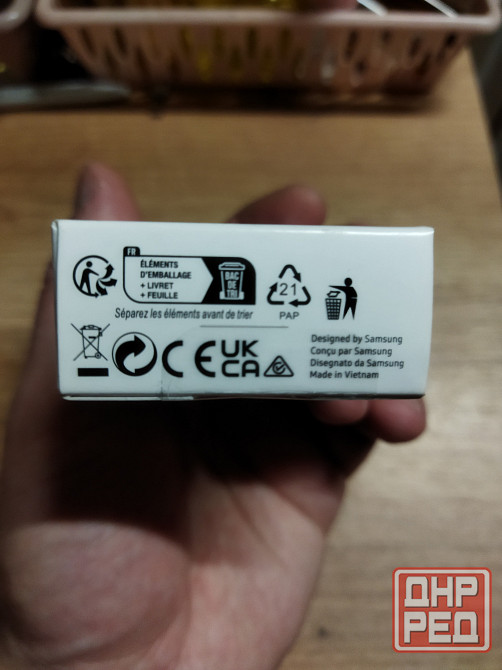 FR
ÉLÉMENTS
D'EMBALLAGE
+ LIVRET
+ FEUILLE
BAC
DE
TRI
Séparez les éléments avant de trier
21
PAP
CE
UK
CA
Designed by Samsung
Conçu par Samsung
Disegnato da Samsung
Made in Vietnam
ДНР
РЕД